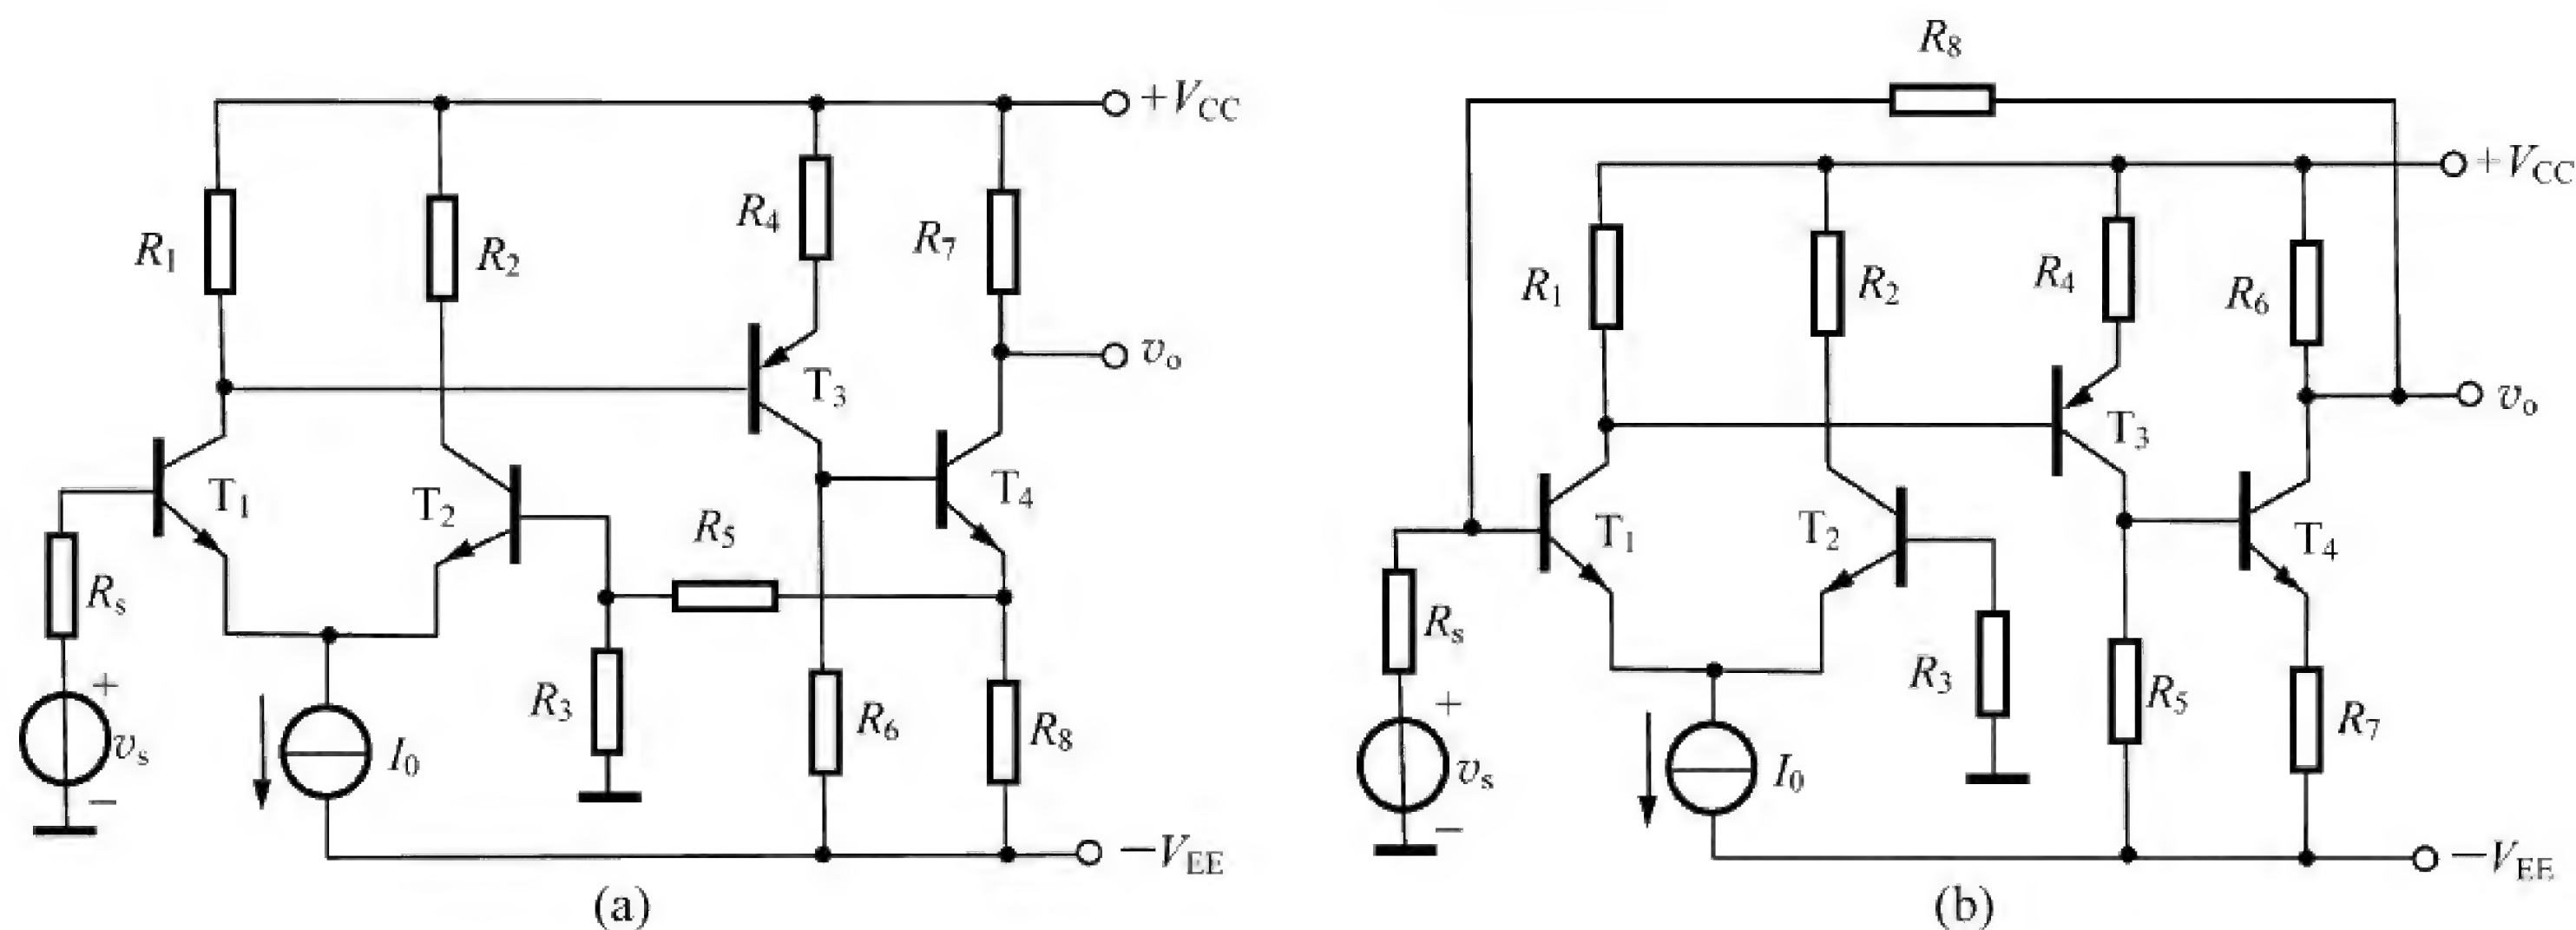 R8
+VCC
R1
R2
R4
R7
vo
T3
T1
T2
T4
R5
Rs
R3
R6
R8
+
vs
−
I0
−VEE
(a)
+VCC
R1
R2
R4
R6
vo
T3
T1
T2
T4
Rs
R3
R5
R7
+
vs
−
I0
−VEE
(b)